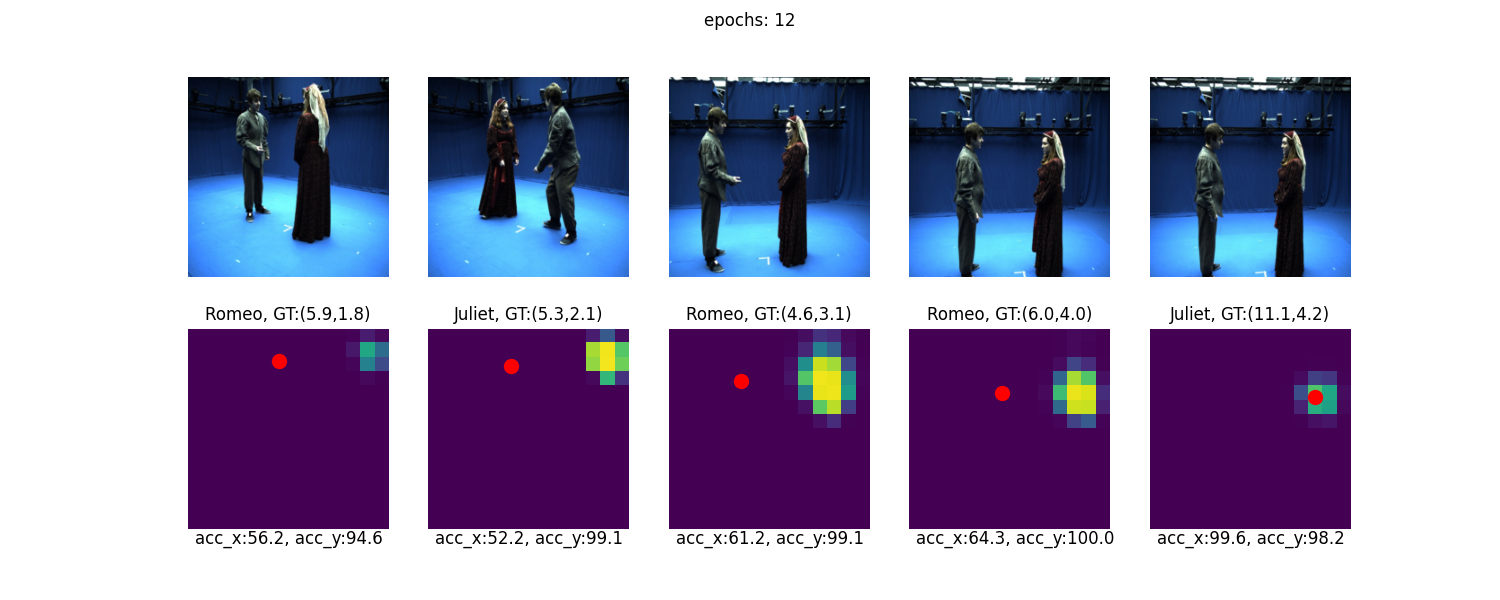 epochs: 12
Romeo, GT:(5.9,1.8)
Juliet, GT:(5.3,2.1)
Romeo, GT:(4.6,3.1)
Romeo, GT:(6.0,4.0)
Juliet, GT:(11.1,4.2)
acc_x:56.2, acc_y:94.6
acc_x:52.2, acc_y:99.1
acc_x:61.2, acc_y:99.1
acc_x:64.3, acc_y:100.0
acc_x:99.6, acc_y:98.2